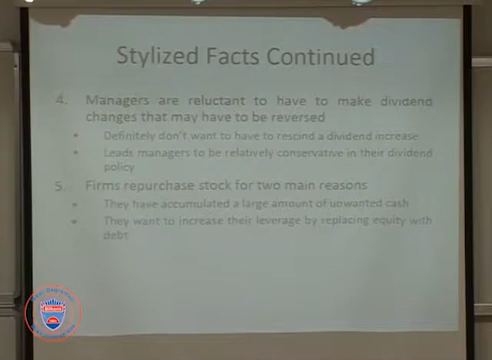 Stylized Facts Continued
4. Managers are reluctant to have to make dividend
changes that may have to be reversed
• Definitely don't want to have to rescind a dividend increase
• Leads managers to be relatively conservative in their dividend
policy
5. Firms repurchase stock for two main reasons
• They have accumulated a large amount of unwanted cash
• They want to increase their leverage by replacing equity with
debt